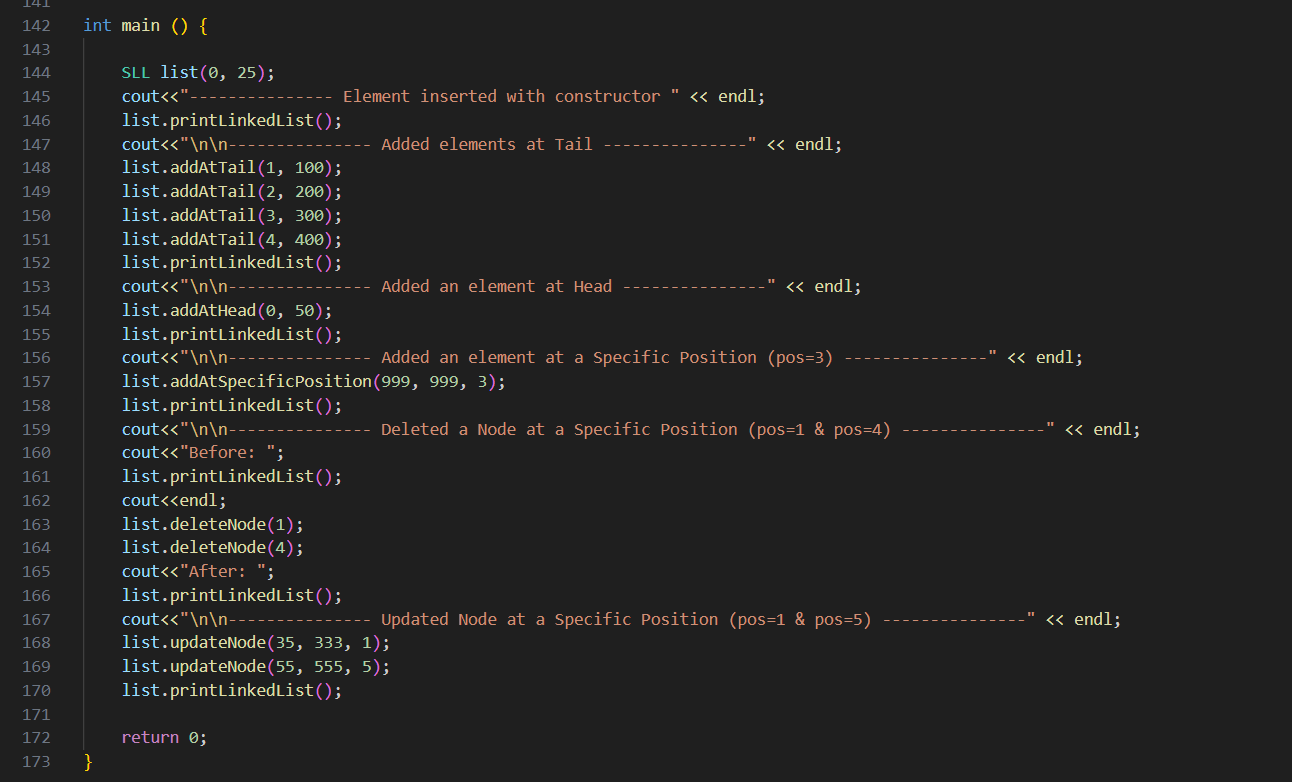 141
142 int main () {
143
144 SLL list(0, 25);
145 cout<<"--------------- Element inserted with constructor " << endl;
146 list.printLinkedList();
147 cout<<"\n\n--------------- Added elements at Tail ---------------" << endl;
148 list.addAtTail(1, 100);
149 list.addAtTail(2, 200);
150 list.addAtTail(3, 300);
151 list.addAtTail(4, 400);
152 list.printLinkedList();
153 cout<<"\n\n--------------- Added an element at Head ---------------" << endl;
154 list.addAtHead(0, 50);
155 list.printLinkedList();
156 cout<<"\n\n--------------- Added an element at a Specific Position (pos=3) ---------------" << endl;
157 list.addAtSpecificPosition(999, 999, 3);
158 list.printLinkedList();
159 cout<<"\n\n--------------- Deleted a Node at a Specific Position (pos=1 & pos=4) ---------------" << endl;
160 cout<<"Before: ";
161 list.printLinkedList();
162 cout<<endl;
163 list.deleteNode(1);
164 list.deleteNode(4);
165 cout<<"After: ";
166 list.printLinkedList();
167 cout<<"\n\n--------------- Updated Node at a Specific Position (pos=1 & pos=5) ---------------" << endl;
168 list.updateNode(35, 333, 1);
169 list.updateNode(55, 555, 5);
170 list.printLinkedList();
171
172 return 0;
173 }